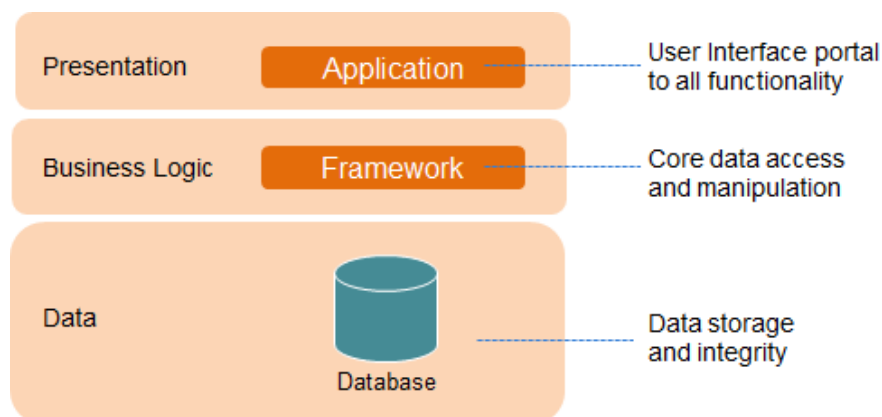 Presentation
Application
User Interface portal
to all functionality
Business Logic
Framework
Core data access
and manipulation
Data
Database
Data storage
and integrity